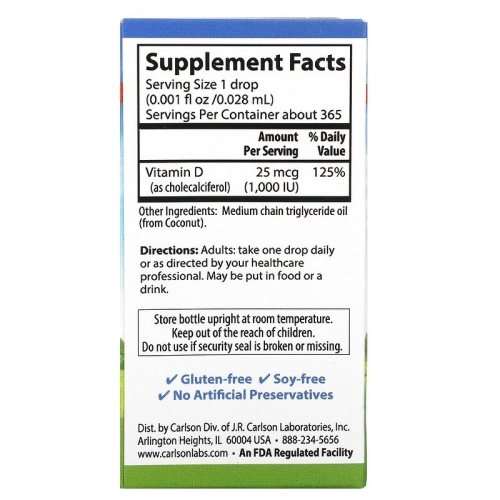 Supplement Facts
Serving Size 1 drop
(0.001 fl oz /0.028 mL)
Servings Per Container about 365
Amount Per Serving % Daily Value
Vitamin D 25 mcg 125%
(as cholecalciferol) (1,000 IU)
Other Ingredients: Medium chain triglyceride oil
(from Coconut).
Directions: Adults: take one drop daily
or as directed by your healthcare
professional. May be put in food or a
drink.
Store bottle upright at room temperature.
Keep out of the reach of children.
Do not use if security seal is broken or missing.
✔ Gluten-free ✔ Soy-free
✔ No Artificial Preservatives
Dist. by Carlson Div. of J.R. Carlson Laboratories, Inc.
Arlington Heights, IL 60004 USA • 888-234-5656
www.carlsonlabs.com • An FDA Regulated Facility